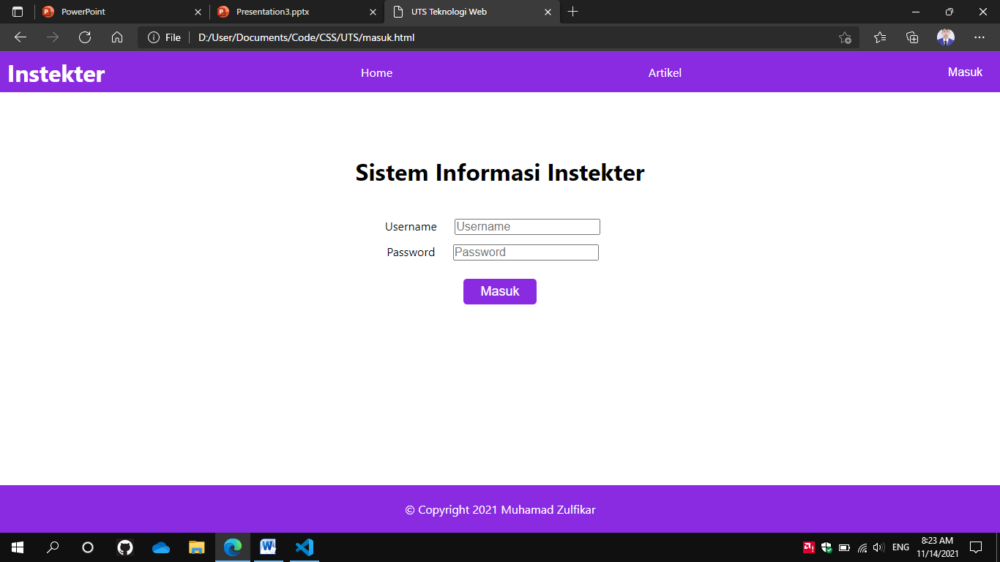 PowerPoint
Presentation3.pptx
UTS Teknologi Web
File D:/User/Documents/Code/CSS/UTS/masuk.html
Instekter Home Artikel Masuk
Sistem Informasi Instekter
Username Username
Password Password
Masuk
© Copyright 2021 Muhamad Zulfikar
ENG
8:23 AM
11/14/2021